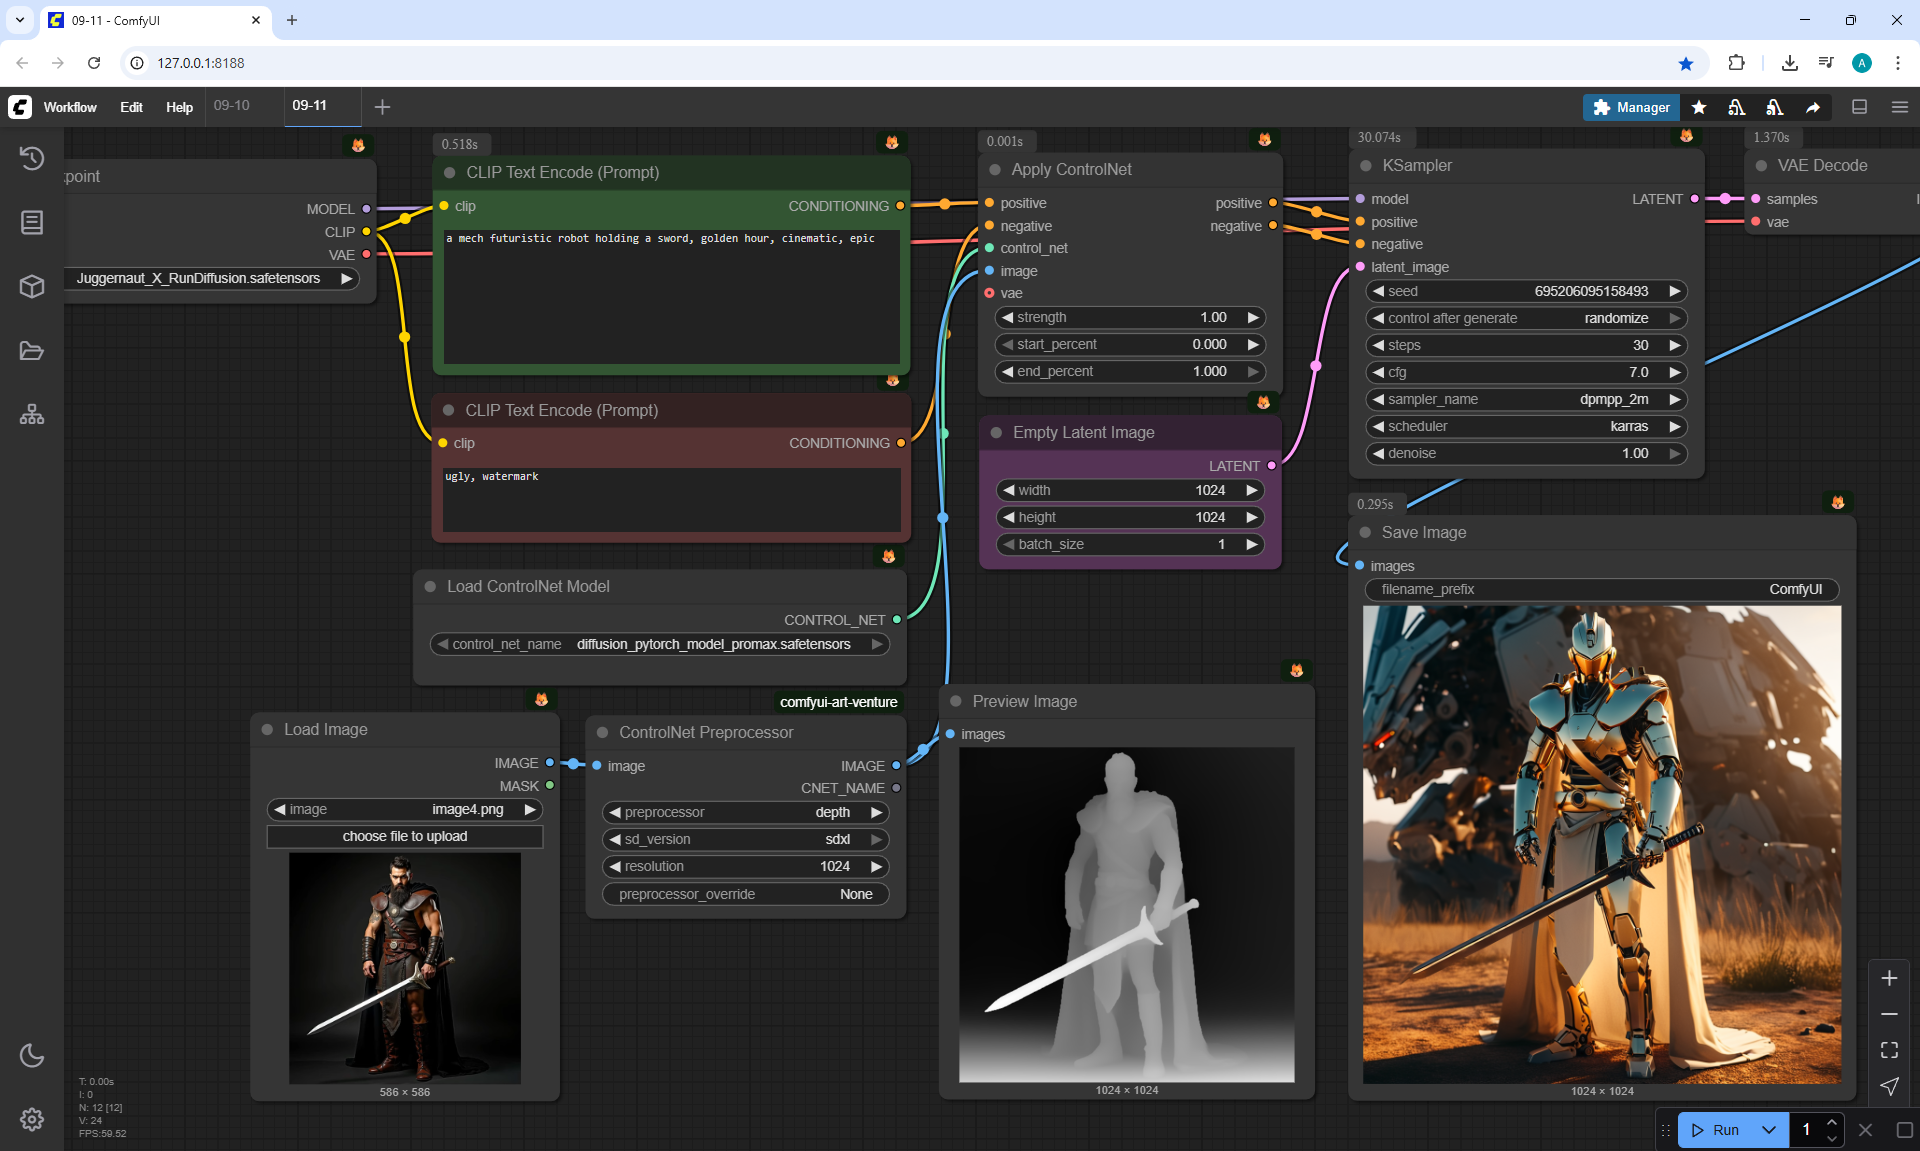 09-11 - ComfyUI
127.0.0.1:8188
A
Workflow Edit Help 09-10 09-11
Manager
point
MODEL
CLIP
VAE
Juggernaut_X_RunDiffusion.safetensors
0.518s
CLIP Text Encode (Prompt)
clip CONDITIONING
a mech futuristic robot holding a sword, golden hour, cinematic, epic
CLIP Text Encode (Prompt)
clip CONDITIONING
ugly, watermark
Load ControlNet Model
CONTROL_NET
control_net_name diffusion_pytorch_model_promax.safetensors
0.001s
Apply ControlNet
positive positive
negative negative
control_net
image
vae
strength 1.00
start_percent 0.000
end_percent 1.000
Empty Latent Image
LATENT
width 1024
height 1024
batch_size 1
30.074s
KSampler
model LATENT
positive
negative
latent_image
seed 695206095158493
control after generate randomize
steps 30
cfg 7.0
sampler_name dpmpp_2m
scheduler karras
denoise 1.00
1.370s
VAE Decode
samples
vae
0.295s
Save Image
images
filename_prefix ComfyUI
1024 × 1024
Load Image
IMAGE
MASK
image image4.png
choose file to upload
586 × 586
comfyui-art-venture
ControlNet Preprocessor
image IMAGE
CNET_NAME
preprocessor depth
sd_version sdxl
resolution 1024
preprocessor_override None
Preview Image
images
1024 × 1024
T: 0.00s
I: 0
N: 12 [12]
V: 24
FPS:59.52
Run 1